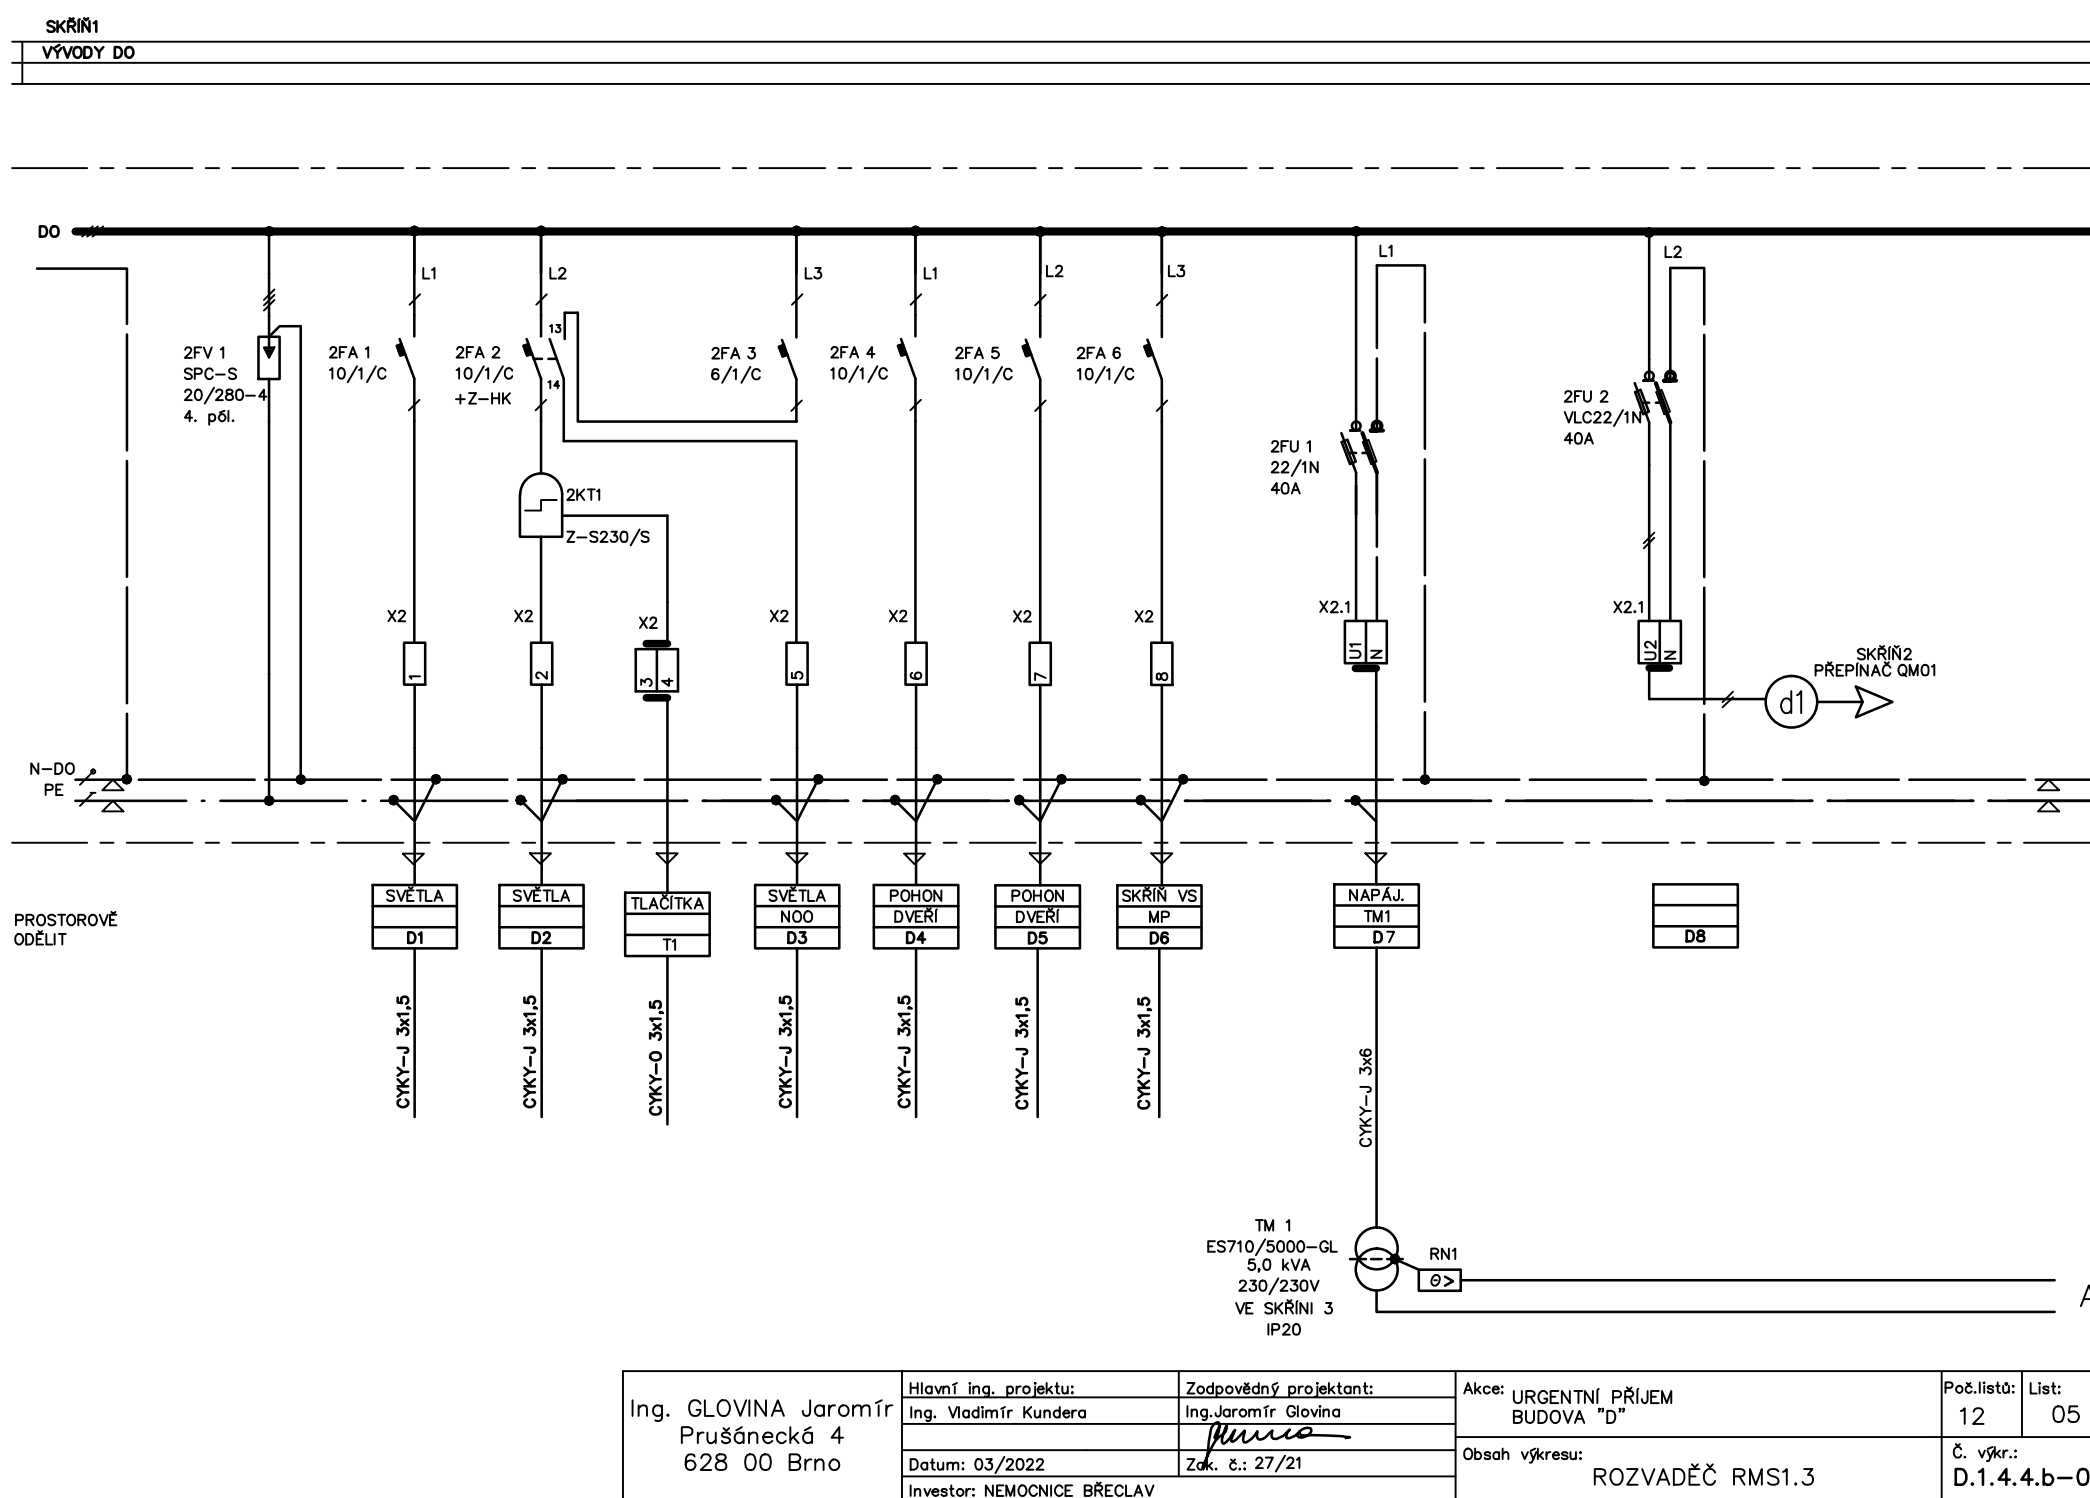 SKŘÍŇ1
VÝVODY DO
DO
L1
L2
L3
L1
L2
L3
L1
L2
2FV 1
SPC-S
20/280-4
4. pól.
2FA 1
10/1/C
2FA 2
10/1/C
+Z-HK
13
14
2FA 3
6/1/C
2FA 4
10/1/C
2FA 5
10/1/C
2FA 6
10/1/C
2FU 1
22/1N
40A
2FU 2
VLC22/1N
40A
2KT1
Z-S230/S
X2
X2
X2
X2
X2
X2
X2
X2.1
X2.1
1
2
3
4
5
6
7
8
U1
N
U2
N
SKŘÍŇ2
PŘEPÍNAČ QM01
d1
N-DO
PE
PROSTOROVĚ
ODĚLIT
SVĚTLA
D1
SVĚTLA
D2
TLAČÍTKA
T1
SVĚTLA
NOO
D3
POHON
DVEŘÍ
D4
POHON
DVEŘÍ
D5
SKŘÍŇ VS
MP
D6
NAPÁJ.
TM1
D7
D8
CYKY-J 3x1,5
CYKY-J 3x1,5
CYKY-O 3x1,5
CYKY-J 3x1,5
CYKY-J 3x1,5
CYKY-J 3x1,5
CYKY-J 3x1,5
CYKY-J 3x6
TM 1
ES710/5000-GL
5,0 kVA
230/230V
VE SKŘÍNI 3
IP20
RN1
θ>
A
Ing. GLOVINA Jaromír
Prušánecká 4
628 00 Brno
Hlavní ing. projektu:
Ing. Vladimír Kundera
Datum: 03/2022
Investor: NEMOCNICE BŘECLAV
Zodpovědný projektant:
Ing.Jaromír Glovina
Zak. č.: 27/21
Akce: URGENTNÍ PŘÍJEM
BUDOVA "D"
Obsah výkresu:
ROZVADĚČ RMS1.3
Poč.listů:
12
List:
05
Č. výkr.:
D.1.4.4.b-0